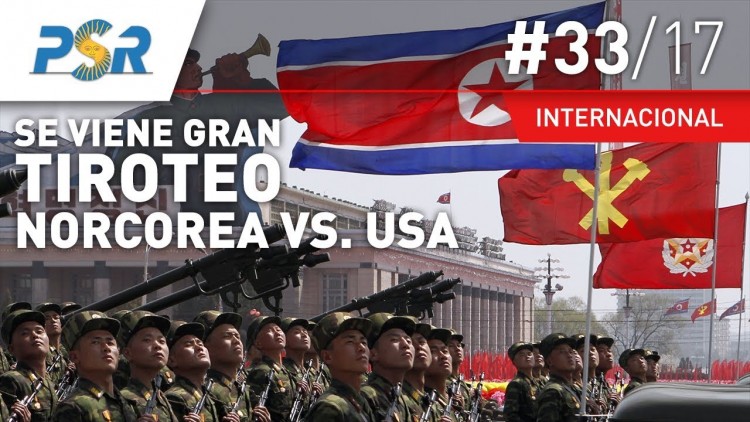 PSR
#33/17
INTERNACIONAL
SE VIENE GRAN
TIROTEO
NORCOREA VS. USA